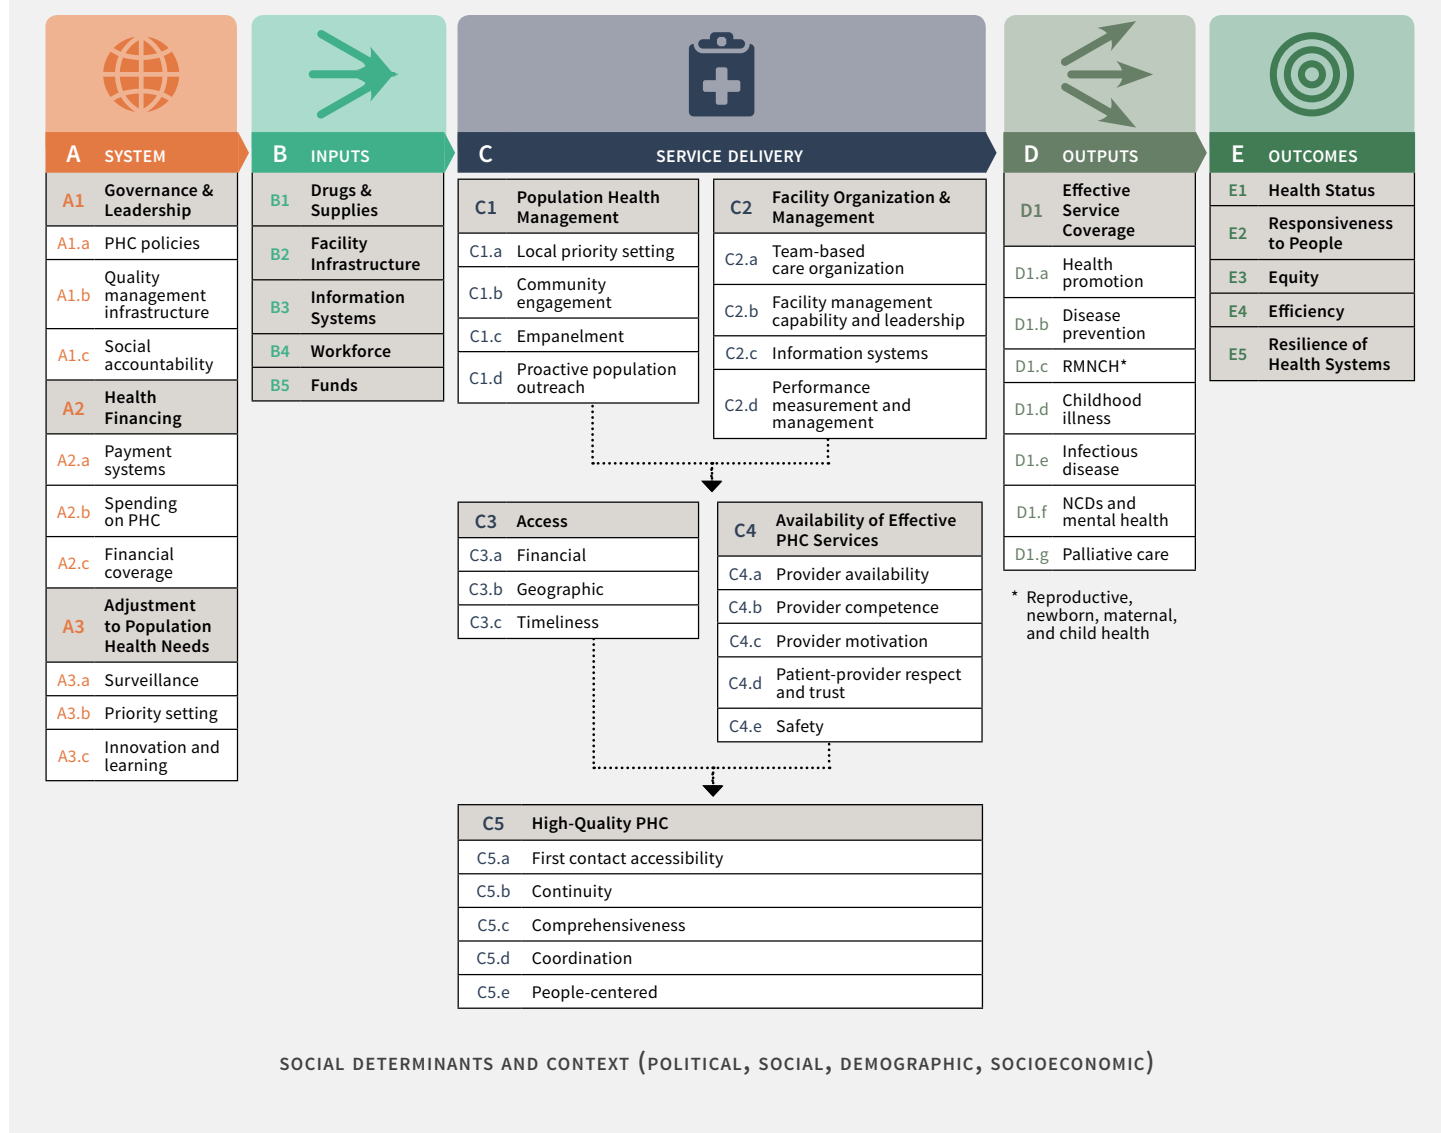 A SYSTEM
A1 Governance &
Leadership
A1.a PHC policies
A1.b Quality
management
infrastructure
A1.c Social
accountability
A2 Health
Financing
A2.a Payment
systems
A2.b Spending
on PHC
A2.c Financial
coverage
A3 Adjustment
to Population
Health Needs
A3.a Surveillance
A3.b Priority setting
A3.c Innovation and
learning
B INPUTS
B1 Drugs &
Supplies
B2 Facility
Infrastructure
B3 Information
Systems
B4 Workforce
B5 Funds
C SERVICE DELIVERY
C1 Population Health
Management
C1.a Local priority setting
C1.b Community
engagement
C1.c Empanelment
C1.d Proactive population
outreach
C2 Facility Organization &
Management
C2.a Team-based
care organization
C2.b Facility management
capability and leadership
C2.c Information systems
C2.d Performance
measurement and
management
C3 Access
C3.a Financial
C3.b Geographic
C3.c Timeliness
C4 Availability of Effective
PHC Services
C4.a Provider availability
C4.b Provider competence
C4.c Provider motivation
C4.d Patient-provider respect
and trust
C4.e Safety
C5 High-Quality PHC
C5.a First contact accessibility
C5.b Continuity
C5.c Comprehensiveness
C5.d Coordination
C5.e People-centered
D OUTPUTS
D1 Effective
Service
Coverage
D1.a Health
promotion
D1.b Disease
prevention
D1.c RMNCH*
D1.d Childhood
illness
D1.e Infectious
disease
D1.f NCDs and
mental health
D1.g Palliative care
* Reproductive,
newborn, maternal,
and child health
E OUTCOMES
E1 Health Status
E2 Responsiveness
to People
E3 Equity
E4 Efficiency
E5 Resilience of
Health Systems
SOCIAL DETERMINANTS AND CONTEXT (POLITICAL, SOCIAL, DEMOGRAPHIC, SOCIOECONOMIC)